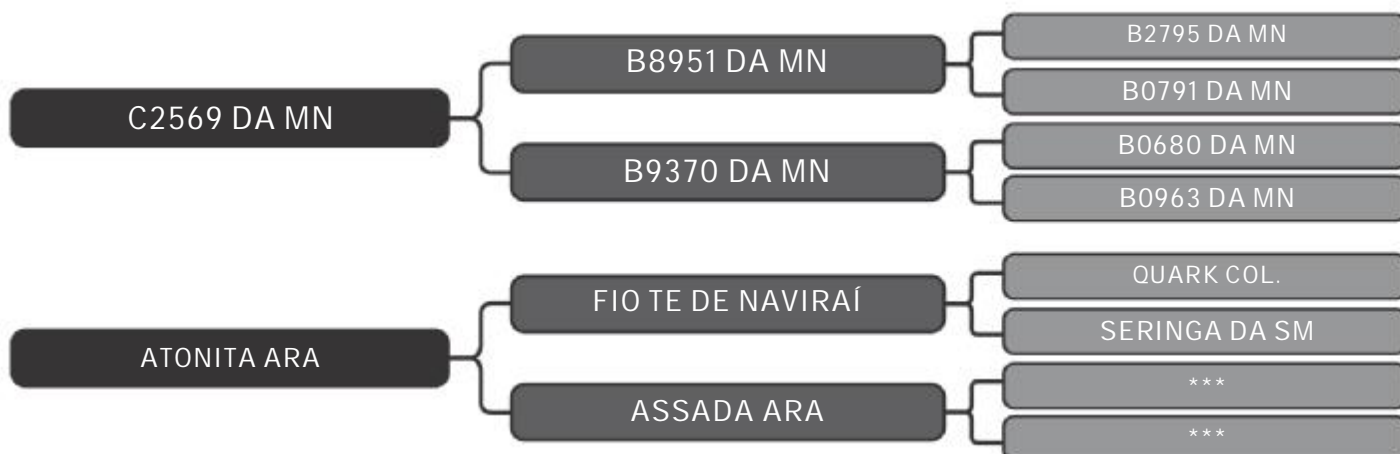 B2795 DA MN
B8951 DA MN
B0791 DA MN
C2569 DA MN
B0680 DA MN
B9370 DA MN
B0963 DA MN
QUARK COL.
FIO TE DE NAVIRAÍ
SERINGA DA SM
ATONITA ARA
***
ASSADA ARA
***